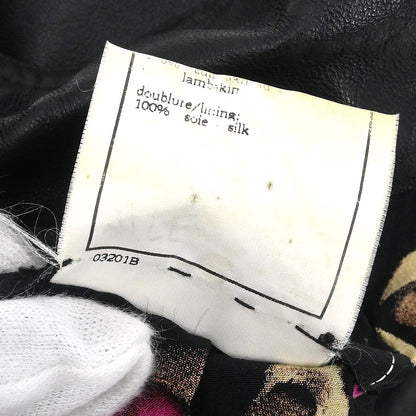 lambskin
doublure/lining:
100% soie silk
03201B